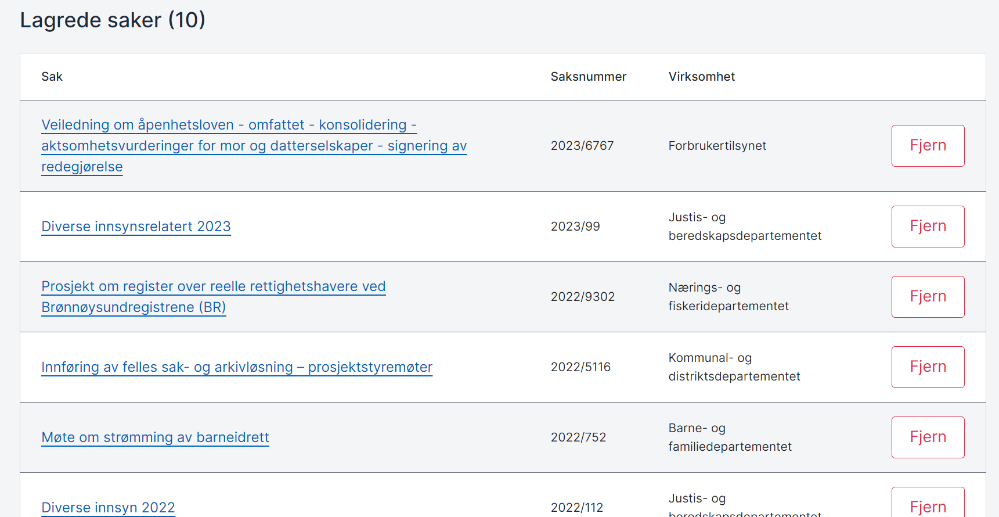 Lagrede saker (10)
Sak Saksnummer Virksomhet
Veiledning om åpenhetsloven - omfattet - konsolidering -
aktsomhetsvurderinger for mor og datterselskaper - signering av
redegjørelse
2023/6767
Forbrukertilsynet
Fjern
Diverse innsynsrelatert 2023
2023/99
Justis- og
beredskapsdepartementet
Fjern
Prosjekt om register over reelle rettighetshavere ved
Brønnøysundregistrene (BR)
2022/9302
Nærings- og
fiskeridepartementet
Fjern
Innføring av felles sak- og arkivløsning – prosjektstyremøter
2022/5116
Kommunal- og
distriktsdepartementet
Fjern
Møte om strømming av barneidrett
2022/752
Barne- og
familiedepartementet
Fjern
Diverse innsyn 2022
2022/112
Justis- og
beredskapsdepartementet
Fjern